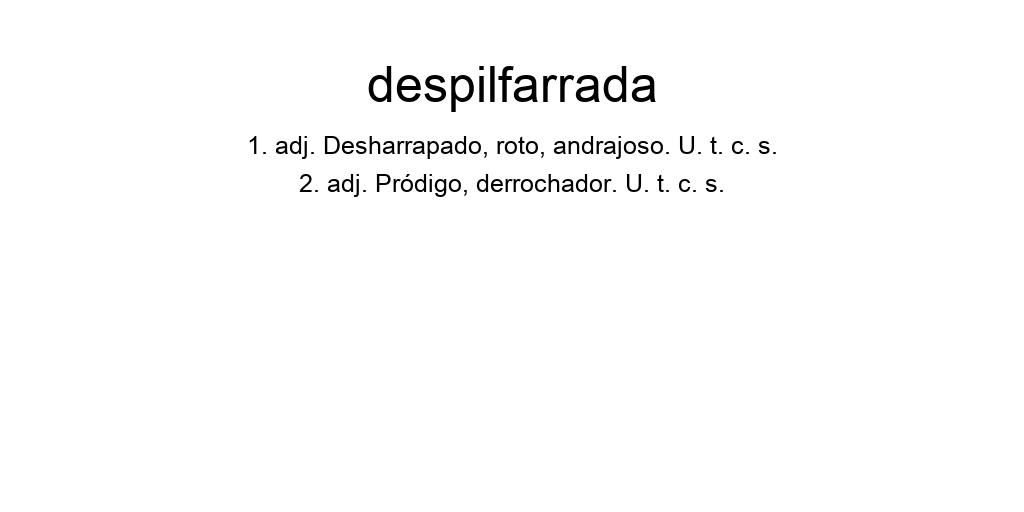 despilfarrada
1. adj. Desharrapado, roto, andrajoso. U. t. c. s.
2. adj. Pródigo, derrochador. U. t. c. s.